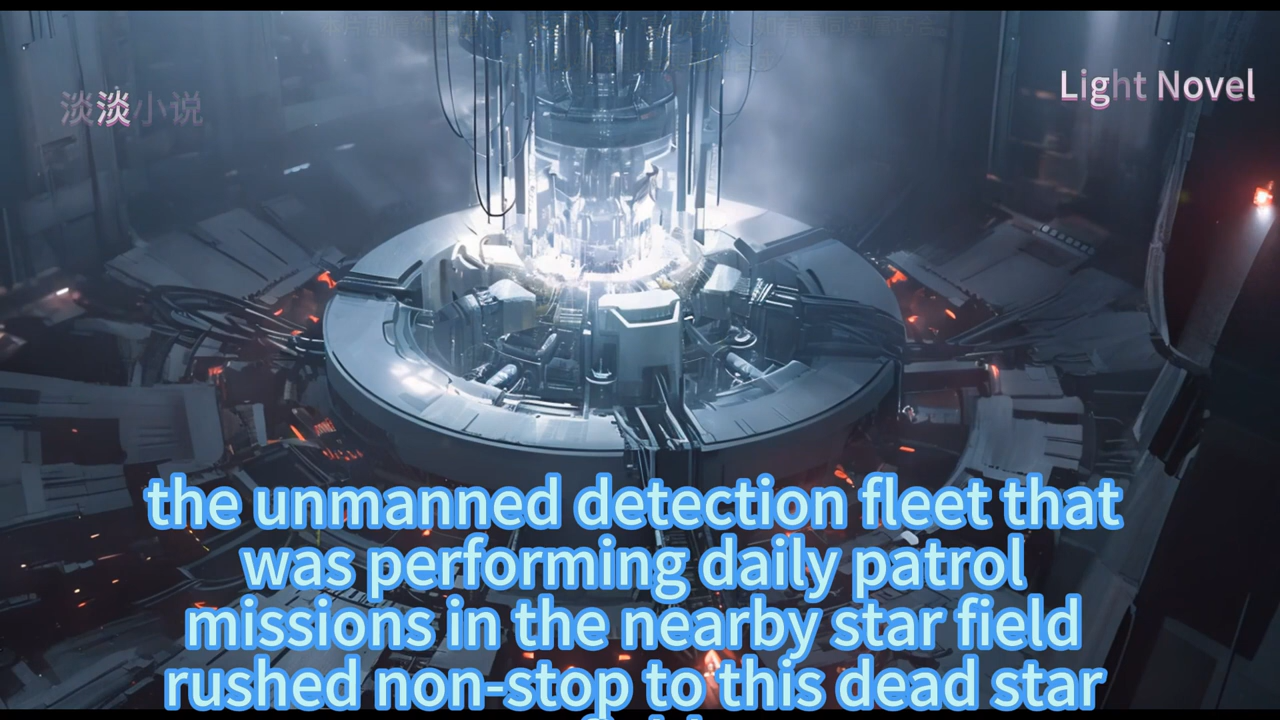 淡淡小说
Light Novel
the unmanned detection fleet that
was performing daily patrol
missions in the nearby star field
rushed non-stop to this dead star